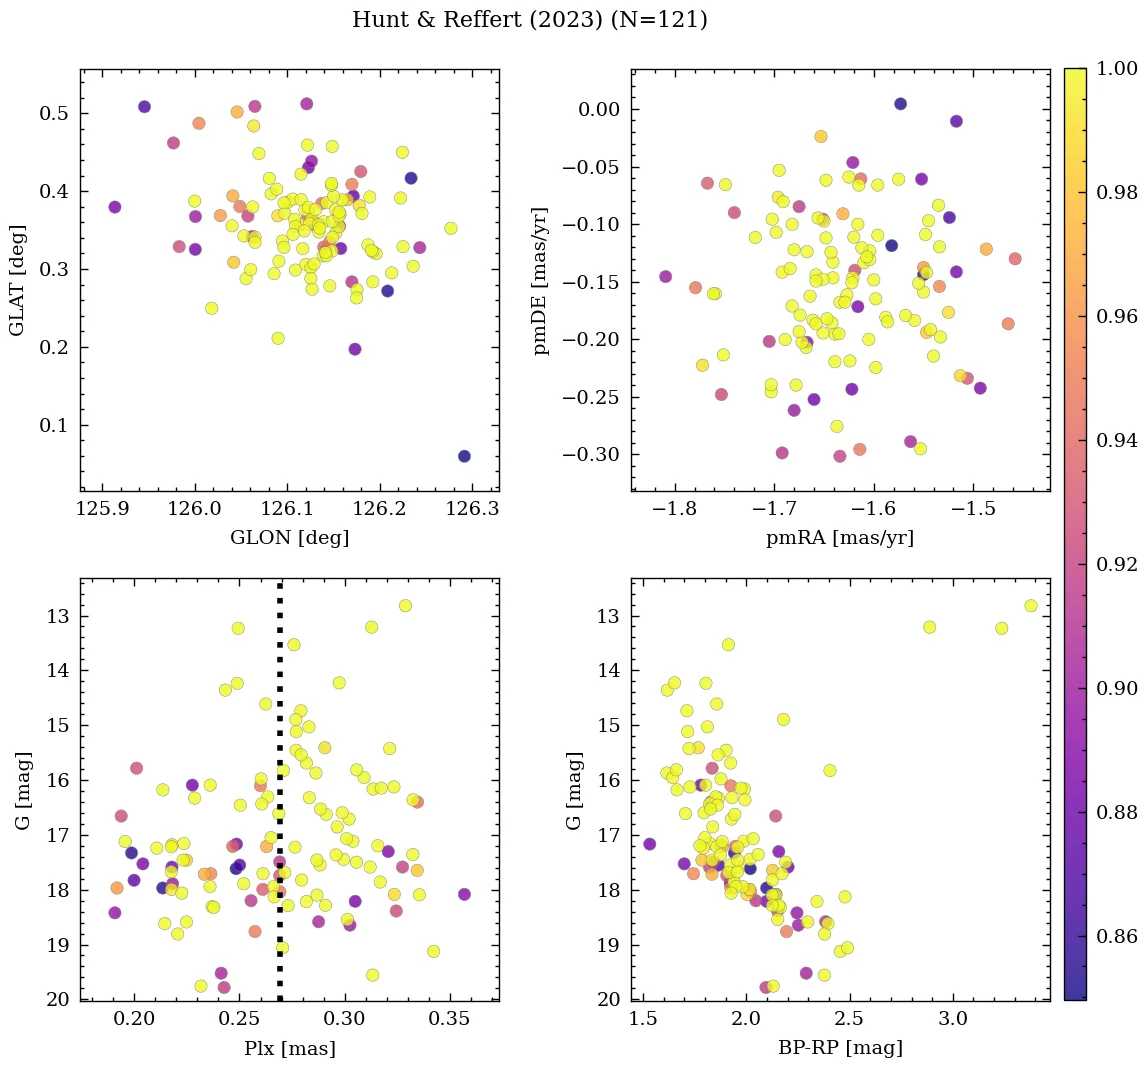 Hunt & Reffert (2023) (N=121)
0.5
0.4
0.3
0.2
0.1
GLAT [deg]
125.9 126.0 126.1 126.2 126.3
GLON [deg]
0.00
−0.05
−0.10
−0.15
−0.20
−0.25
−0.30
pmDE [mas/yr]
−1.8 −1.7 −1.6 −1.5
pmRA [mas/yr]
13
14
15
16
17
18
19
20
G [mag]
0.20 0.25 0.30 0.35
Plx [mas]
13
14
15
16
17
18
19
20
G [mag]
1.5 2.0 2.5 3.0
BP-RP [mag]
1.00
0.98
0.96
0.94
0.92
0.90
0.88
0.86